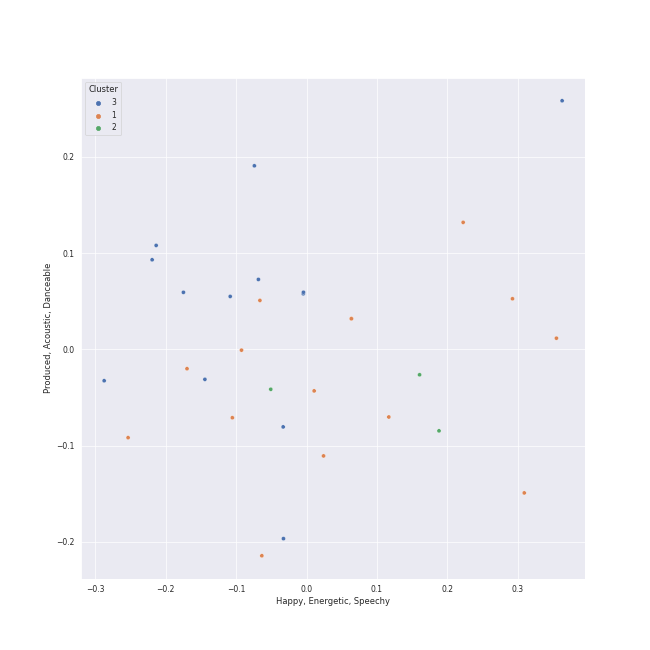 Cluster
3
1
2
0.2
0.1
0.0
−0.1
−0.2
Produced, Acoustic, Danceable
−0.3 −0.2 −0.1 0.0 0.1 0.2 0.3
Happy, Energetic, Speechy